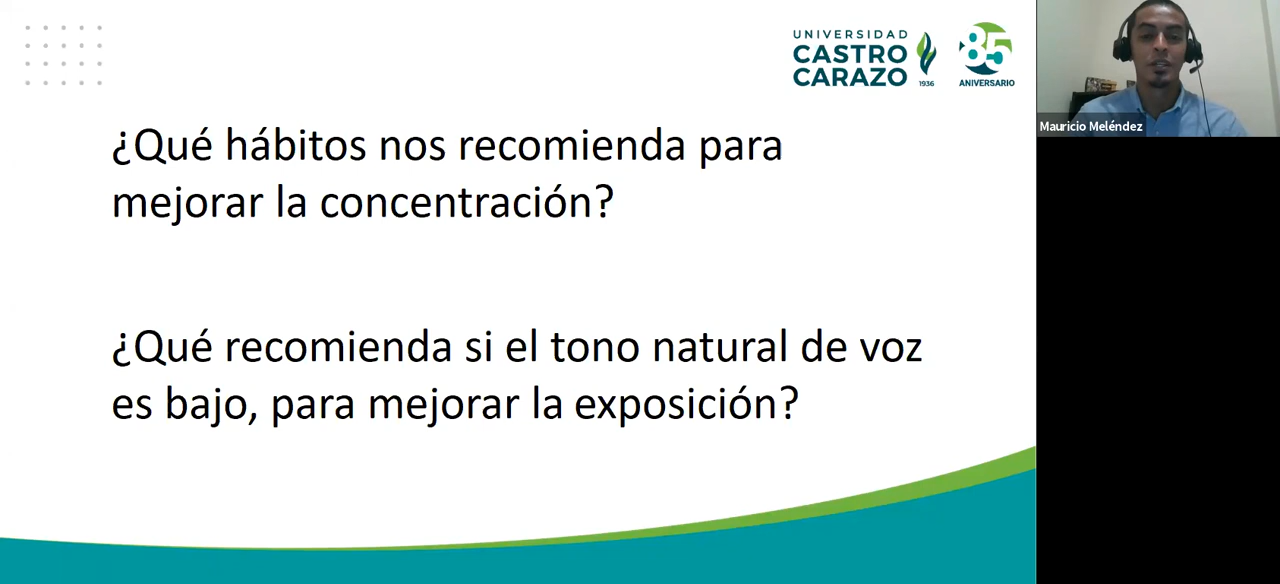 UNIVERSIDAD
CASTRO
CARAZO
1936
85
ANIVERSARIO
Mauricio Meléndez
¿Qué hábitos nos recomienda para
mejorar la concentración?
¿Qué recomienda si el tono natural de voz
es bajo, para mejorar la exposición?